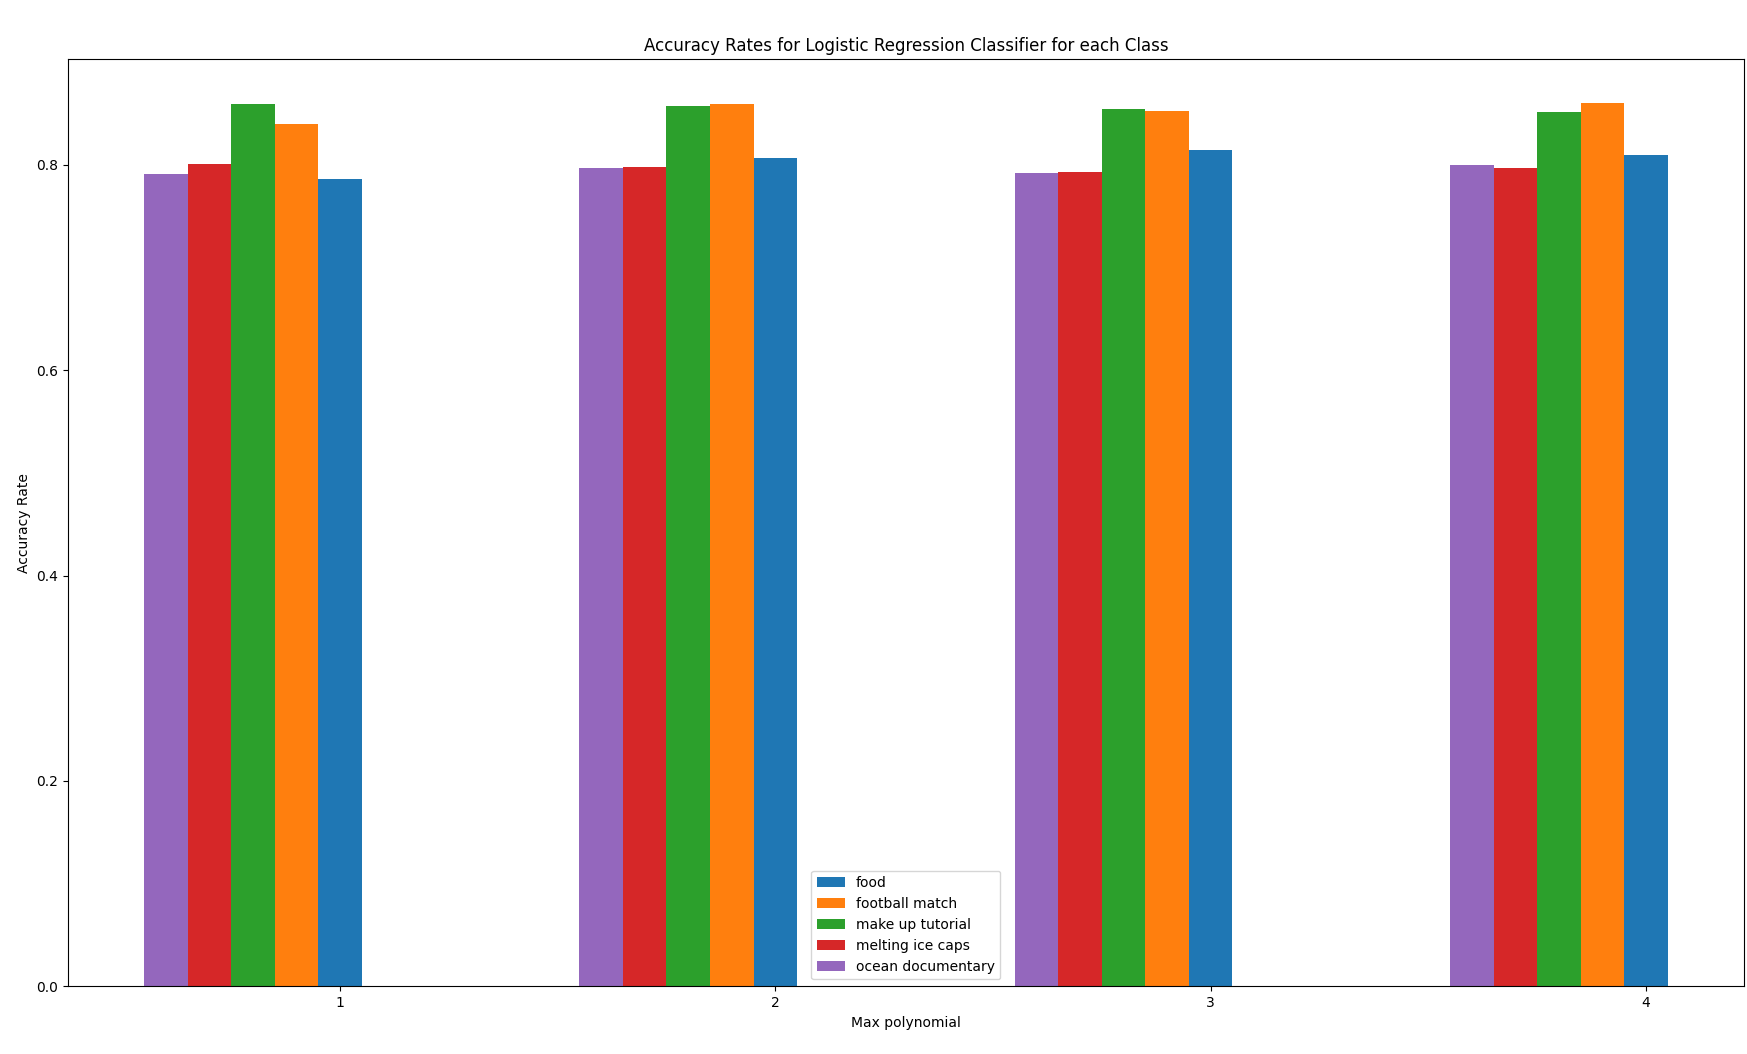 Accuracy Rates for Logistic Regression Classifier for each Class
Accuracy Rate
0.8
0.6
0.4
0.2
0.0
food
football match
make up tutorial
melting ice caps
ocean documentary
1 2 3 4
Max polynomial